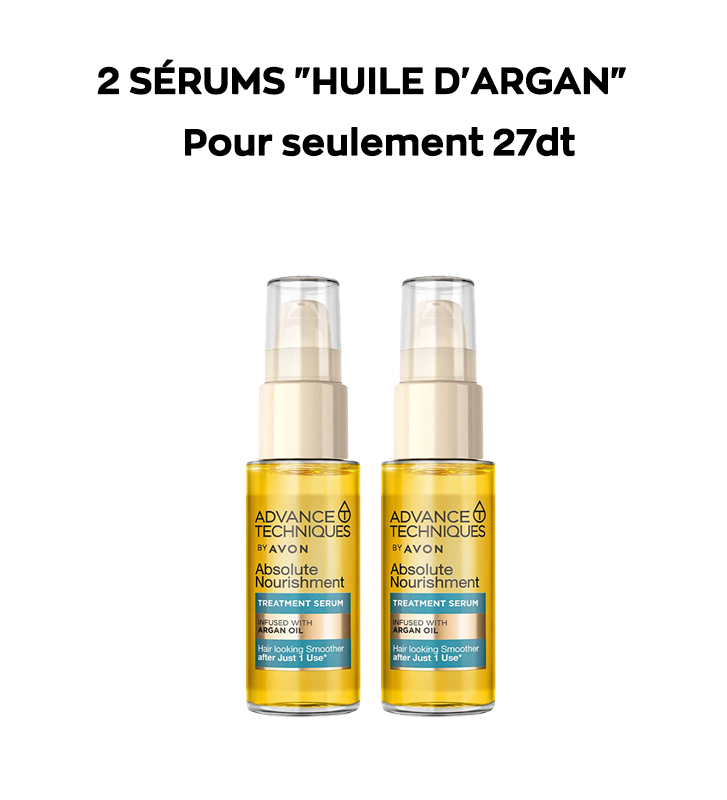 2 SÉRUMS "HUILE D'ARGAN"
Pour seulement 27dt
ADVANCE
TECHNIQUES
BY AVON
Absolute
Nourishment
TREATMENT SERUM
INFUSED WITH
ARGAN OIL
Hair looking Smoother
after Just 1 Use*
ADVANCE
TECHNIQUES
BY AVON
Absolute
Nourishment
TREATMENT SERUM
INFUSED WITH
ARGAN OIL
Hair looking Smoother
after Just 1 Use*